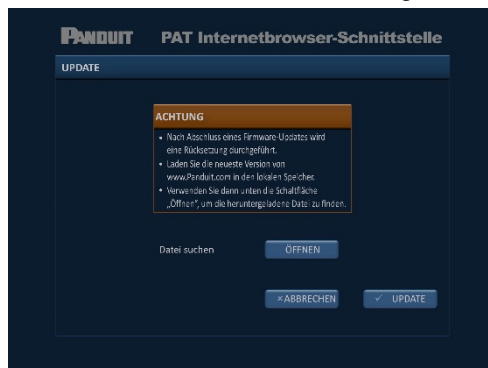 PANDUIT PAT Internetbrowser-Schnittstelle
UPDATE
ACHTUNG
• Nach Abschluss eines Firmware-Updates wird
eine Rücksetzung durchgeführt.
• Laden Sie die neueste Version von
www.Panduit.com in den lokalen Speicher.
• Verwenden Sie dann unten die Schaltfläche
„Öffnen“, um die heruntergeladene Datei zu finden.
Datei suchen ÖFFNEN
×ABBRECHEN ✓ UPDATE